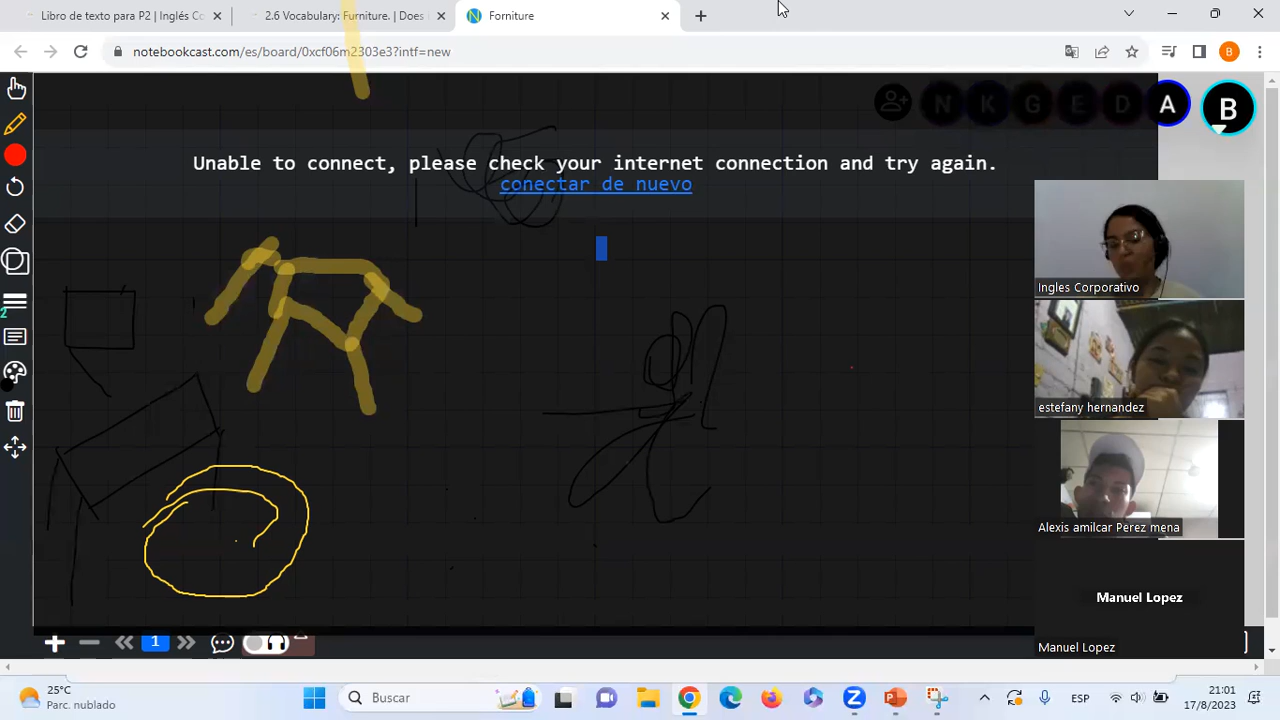 Libro de texto para P2 | Inglés Co
2.6 Vocabulary: Furniture. | Does
Forniture
notebookcast.com/es/board/0xcf06m2303e3?intf=new
B
N K G E D A B
Unable to connect, please check your internet connection and try again.
conectar de nuevo
Ingles Corporativo
estefany hernandez
2
Alexis amilcar Perez mena
Manuel Lopez
Manuel Lopez
1
25°C
Parc. nublado
Buscar
ESP
21:01
17/8/2023